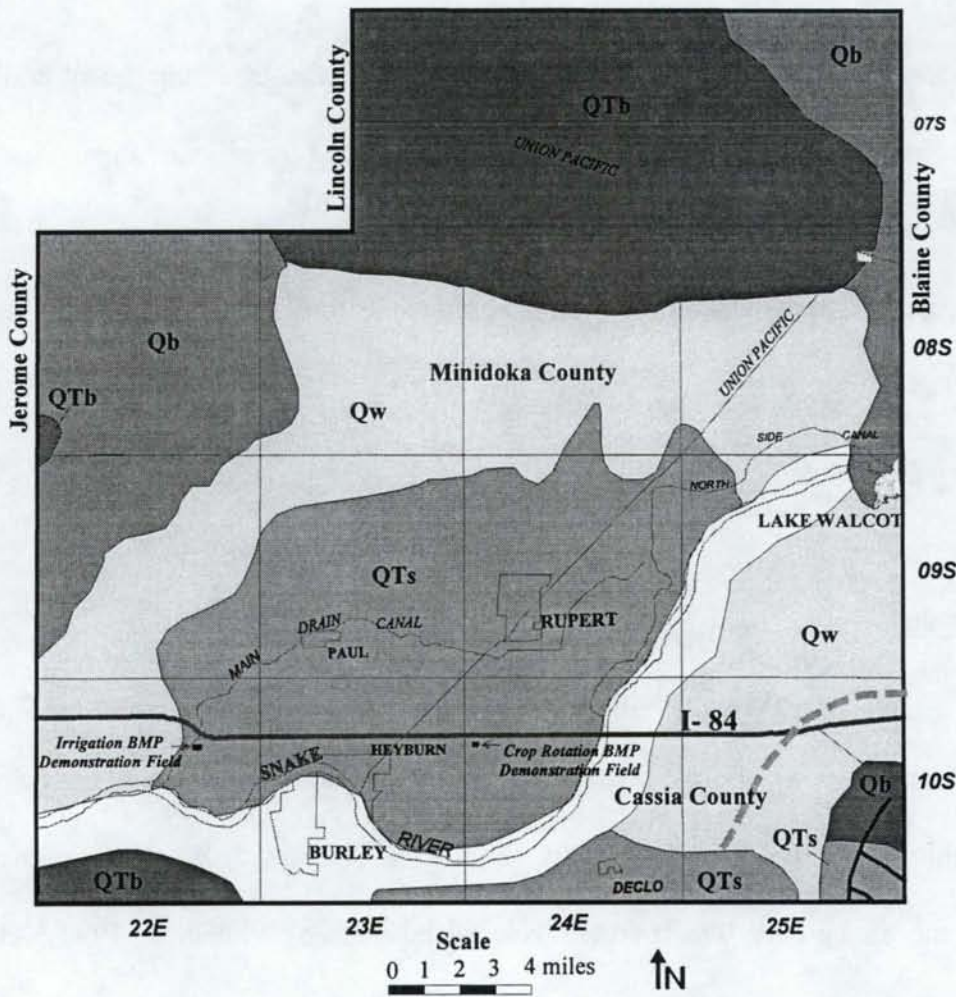 Qb
Lincoln County
QTb
07S
UNION PACIFIC
Blaine County
Jerome County
Qb
08S
UNION PACIFIC
Minidoka County
QTb
Qw
SIDE CANAL
NORTH
LAKE WALCOT
QTs
09S
DRAIN CANAL
RUPERT
MAIN
PAUL
Qw
I-84
Irrigation BMP
Demonstration Field
HEYBURN
Crop Rotation BMP
Demonstration Field
SNAKE
10S
Qb
Cassia County
RIVER
QTs
BURLEY
QTb
DECLO
QTs
22E 23E 24E 25E
Scale
0 1 2 3 4 miles
N